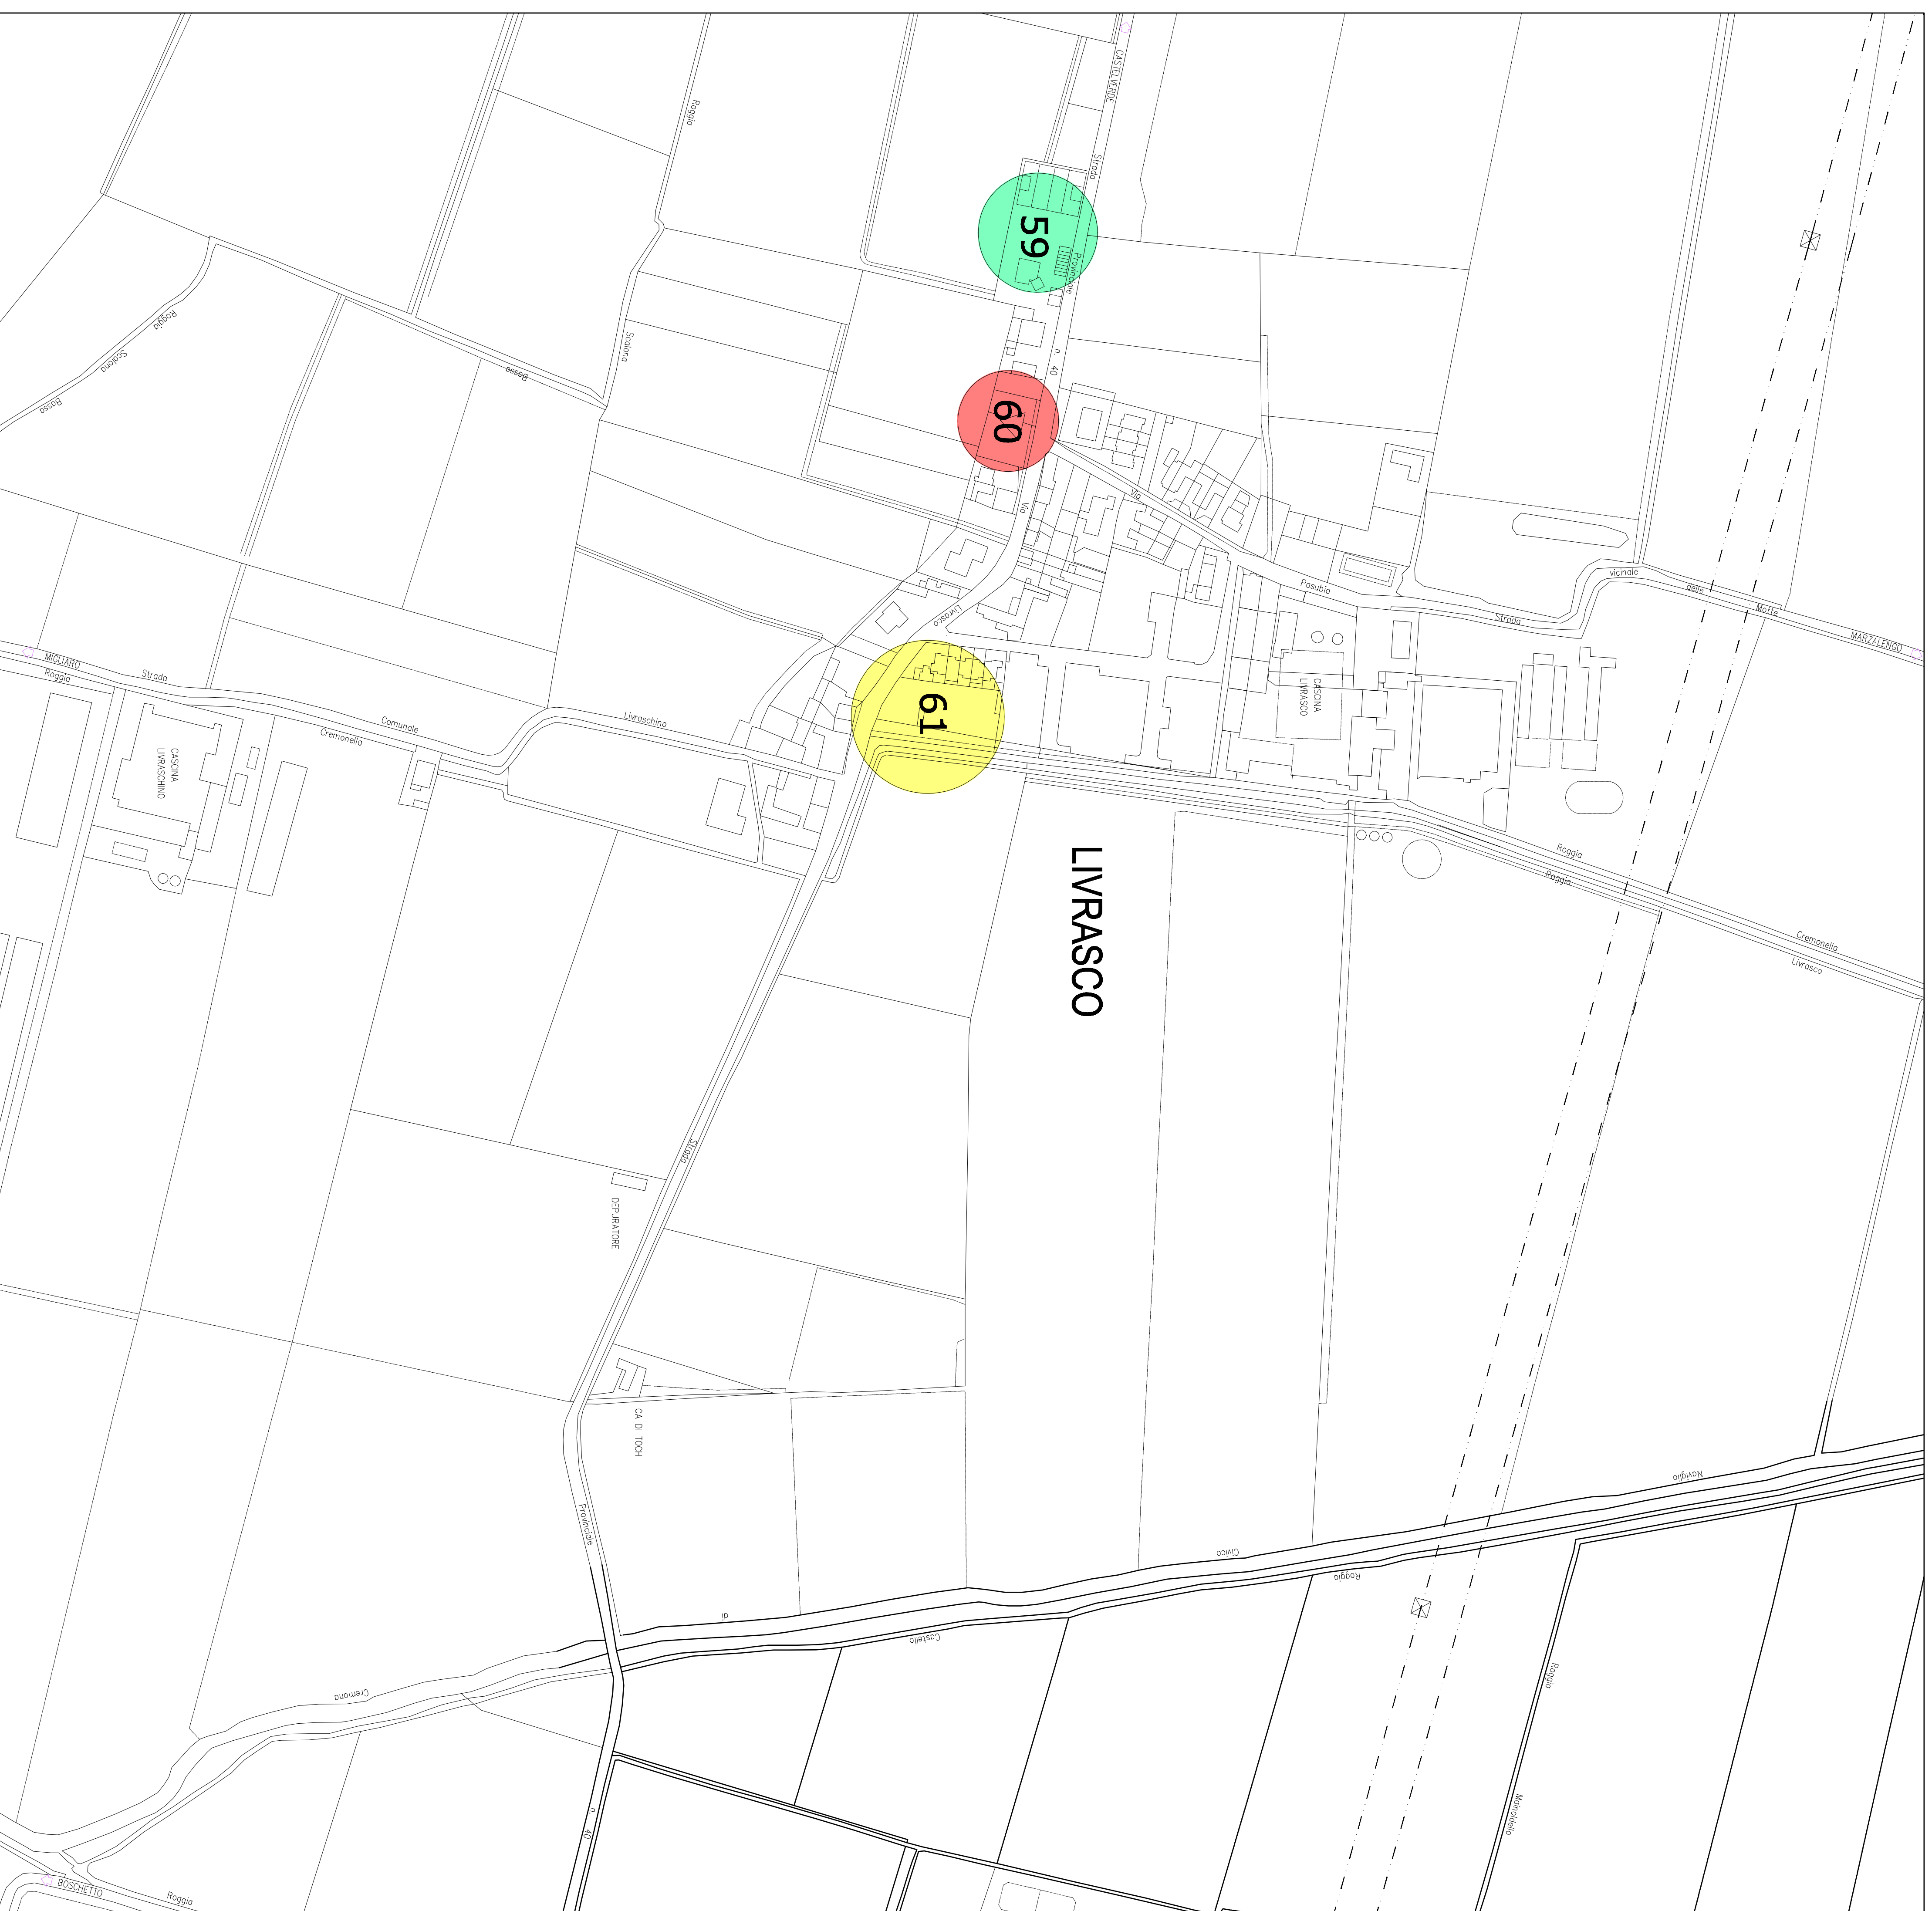 CASTELVERDE
Roggia
Strada
59
Provinciale
n. 40
Roggia
Scalona
Bassa
Scalona
Bassa
60
Via
Via
Pasubio
Strada
vicinale
delle
Motte
MARZALENGO
Livrasco
MIGLIARO
Roggia
Strada
Comunale
Cremonella
Livraschino
61
CASCINA
LIVRASCO
CASCINA
LIVRASCHINO
LIVRASCO
Roggia
Roggia
Cremonella
Livrasco
Strada
DEPURATORE
CA DI TOCH
Provinciale
Naviglio
Civico
Roggia
di
Castello
Cremona
Roggia
Mainoldello
n. 40
BOSCHETTO
Roggia